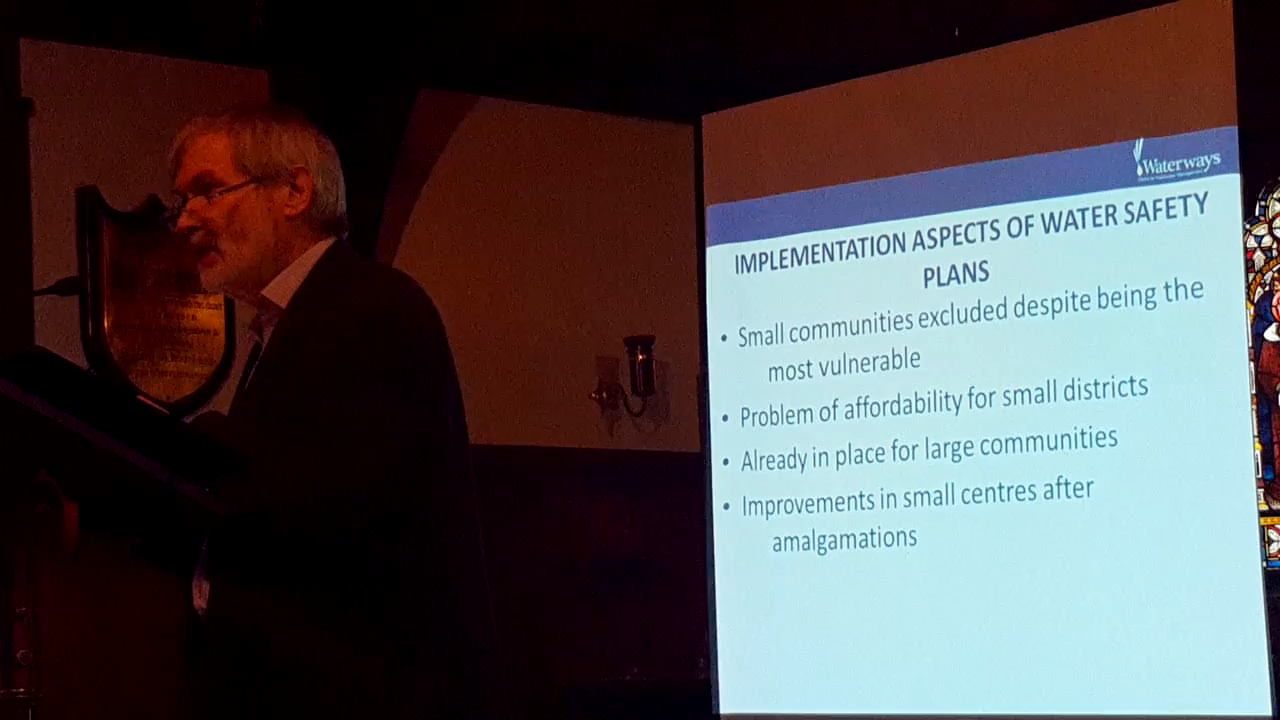 Waterways
IMPLEMENTATION ASPECTS OF WATER SAFETY
PLANS
• Small communities excluded despite being the
most vulnerable
• Problem of affordability for small districts
• Already in place for large communities
• Improvements in small centres after
amalgamations